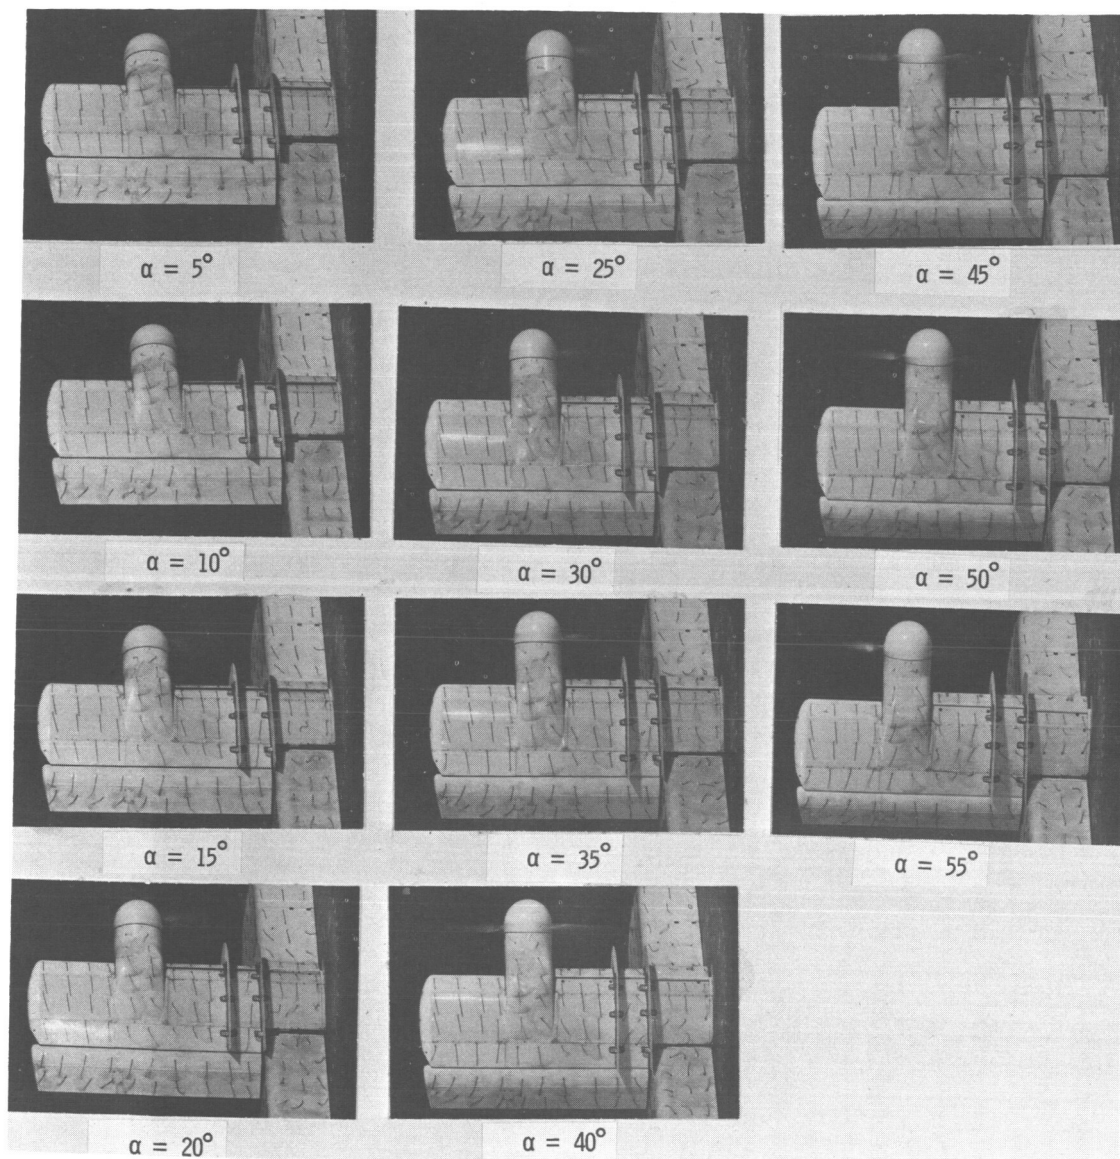 α = 5°
α = 25°
α = 45°
α = 10°
α = 30°
α = 50°
α = 15°
α = 35°
α = 55°
α = 20°
α = 40°